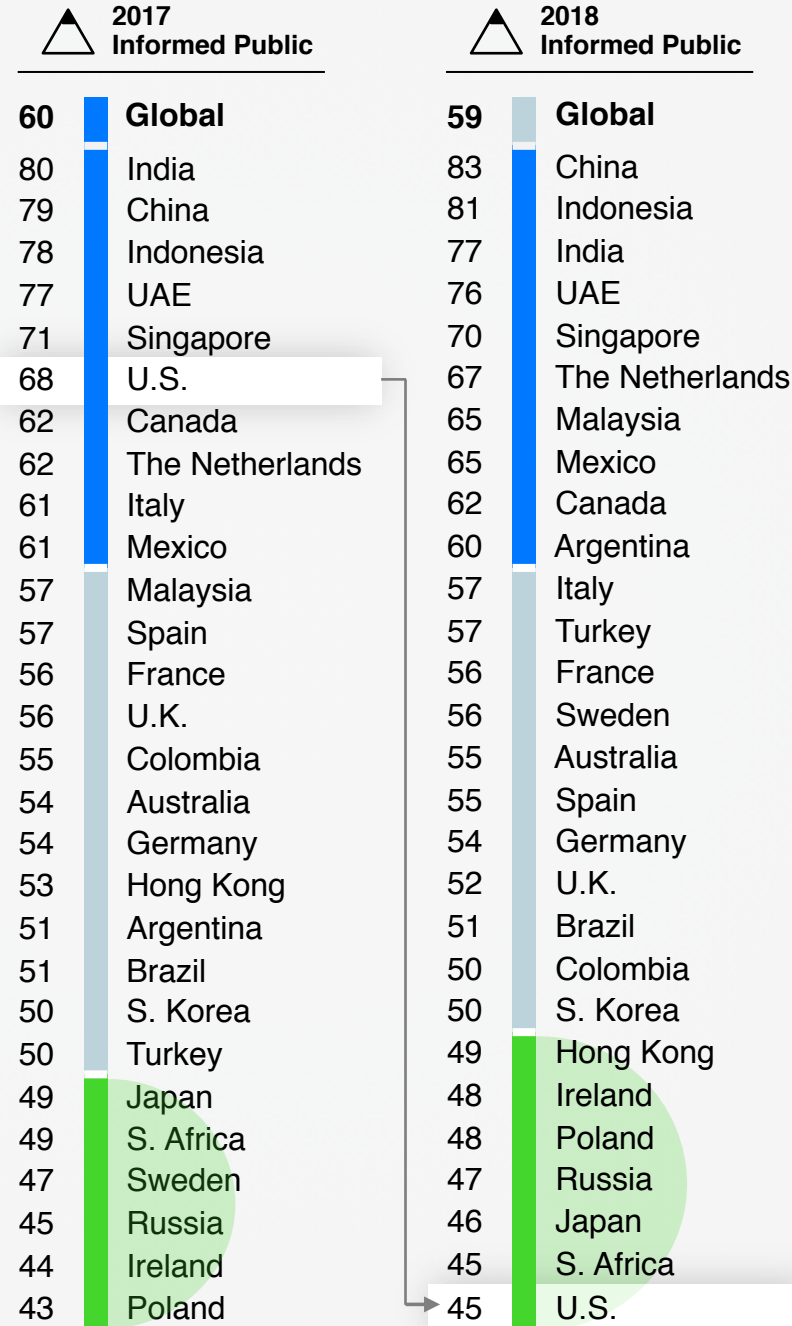 2017
Informed Public
60 Global
80 India
79 China
78 Indonesia
77 UAE
71 Singapore
68 U.S.
62 Canada
62 The Netherlands
61 Italy
61 Mexico
57 Malaysia
57 Spain
56 France
56 U.K.
55 Colombia
54 Australia
54 Germany
53 Hong Kong
51 Argentina
51 Brazil
50 S. Korea
50 Turkey
49 Japan
49 S. Africa
47 Sweden
45 Russia
44 Ireland
43 Poland
2018
Informed Public
59 Global
83 China
81 Indonesia
77 India
76 UAE
70 Singapore
67 The Netherlands
65 Malaysia
65 Mexico
62 Canada
60 Argentina
57 Italy
57 Turkey
56 France
56 Sweden
55 Australia
55 Spain
54 Germany
52 U.K.
51 Brazil
50 Colombia
50 S. Korea
49 Hong Kong
48 Ireland
48 Poland
47 Russia
46 Japan
45 S. Africa
45 U.S.